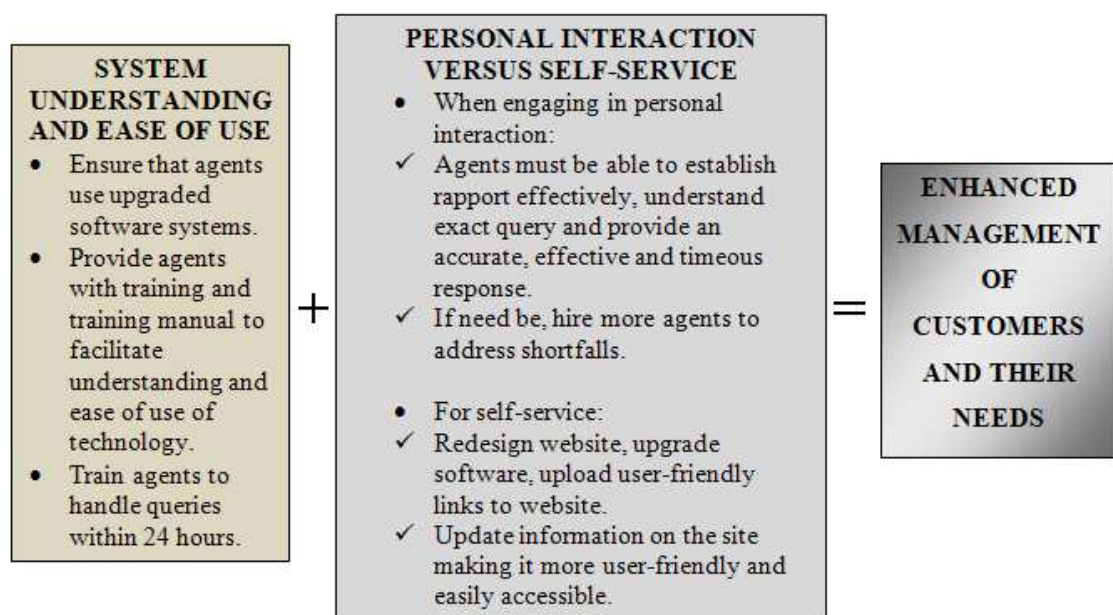 SYSTEM
UNDERSTANDING
AND EASE OF USE
• Ensure that agents
use upgraded
software systems.
• Provide agents
with training and
training manual to
facilitate
understanding and
ease of use of
technology.
• Train agents to
handle queries
within 24 hours.
+
PERSONAL INTERACTION
VERSUS SELF-SERVICE
• When engaging in personal
interaction:
✓ Agents must be able to establish
rapport effectively, understand
exact query and provide an
accurate, effective and timeous
response.
✓ If need be, hire more agents to
address shortfalls.
• For self-service:
✓ Redesign website, upgrade
software, upload user-friendly
links to website.
✓ Update information on the site
making it more user-friendly and
easily accessible.
=
ENHANCED
MANAGEMENT
OF
CUSTOMERS
AND THEIR
NEEDS